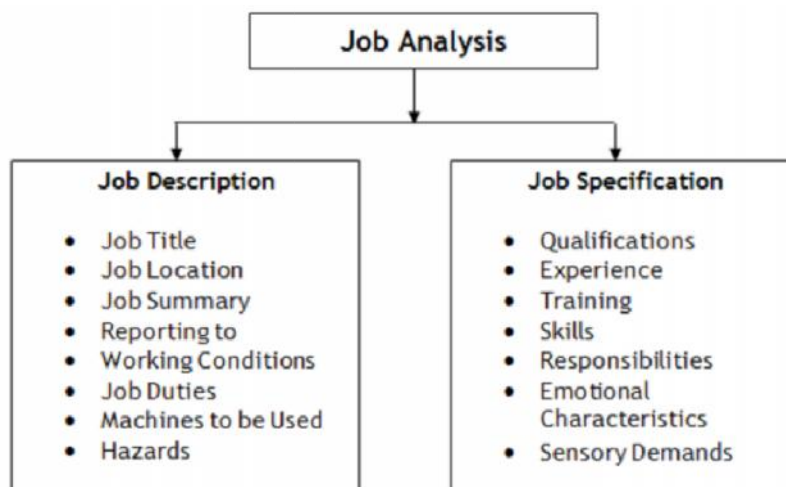 Job Analysis
Job Description
• Job Title
• Job Location
• Job Summary
• Reporting to
• Working Conditions
• Job Duties
• Machines to be Used
• Hazards
Job Specification
• Qualifications
• Experience
• Training
• Skills
• Responsibilities
• Emotional
Characteristics
• Sensory Demands